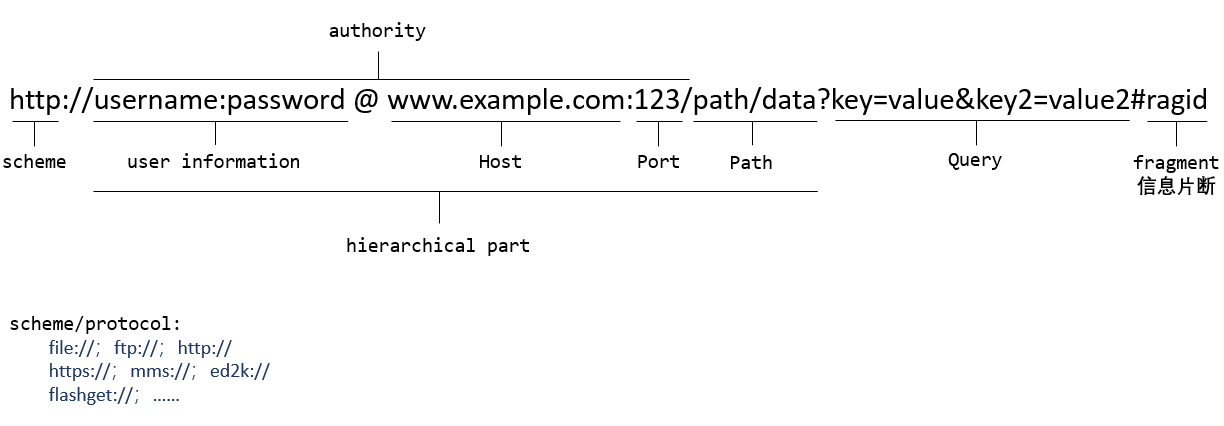 authority
http://username:password @ www.example.com:123/path/data?key=value&key2=value2#ragid
scheme user information Host Port Path Query fragment
信息片断
hierarchical part
scheme/protocol:
file://；ftp://；http://
https://；mms://；ed2k://
flashget://；……